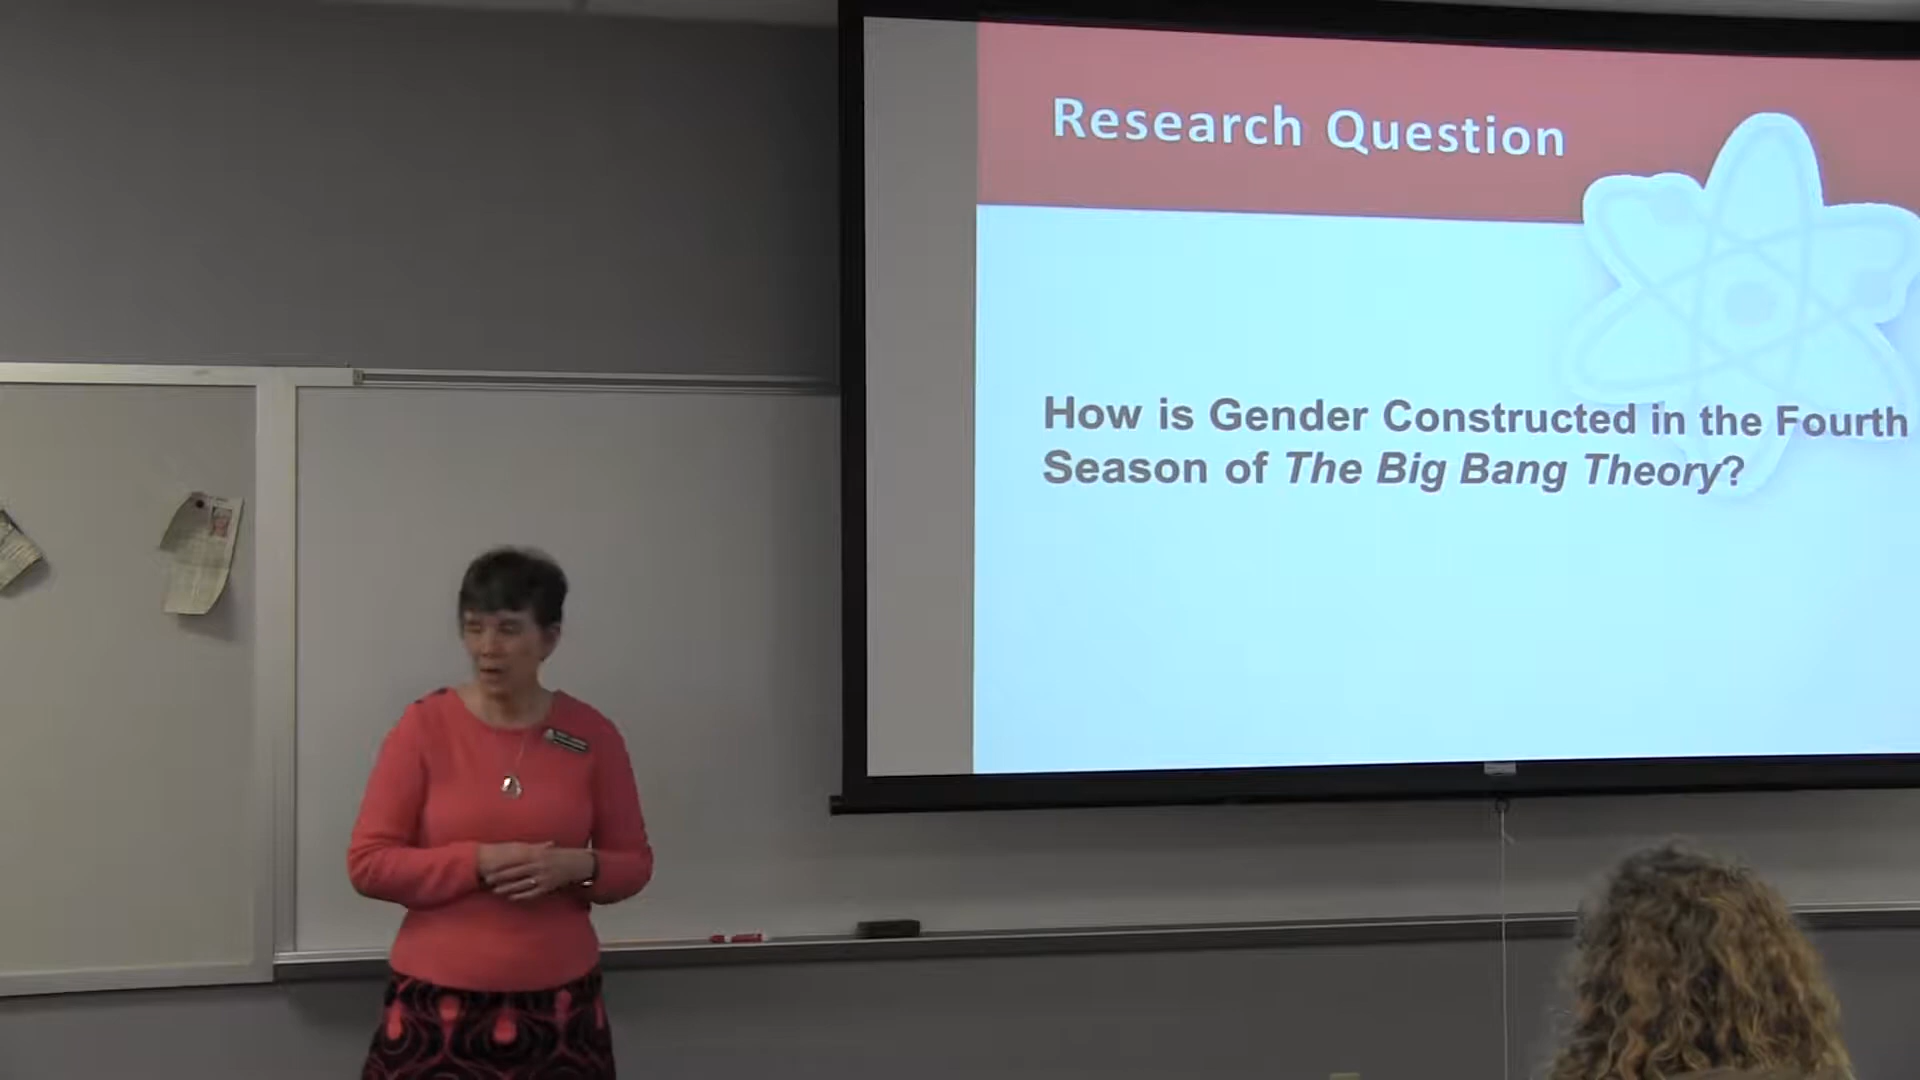 Research Question
How is Gender Constructed in the Fourth
Season of The Big Bang Theory?